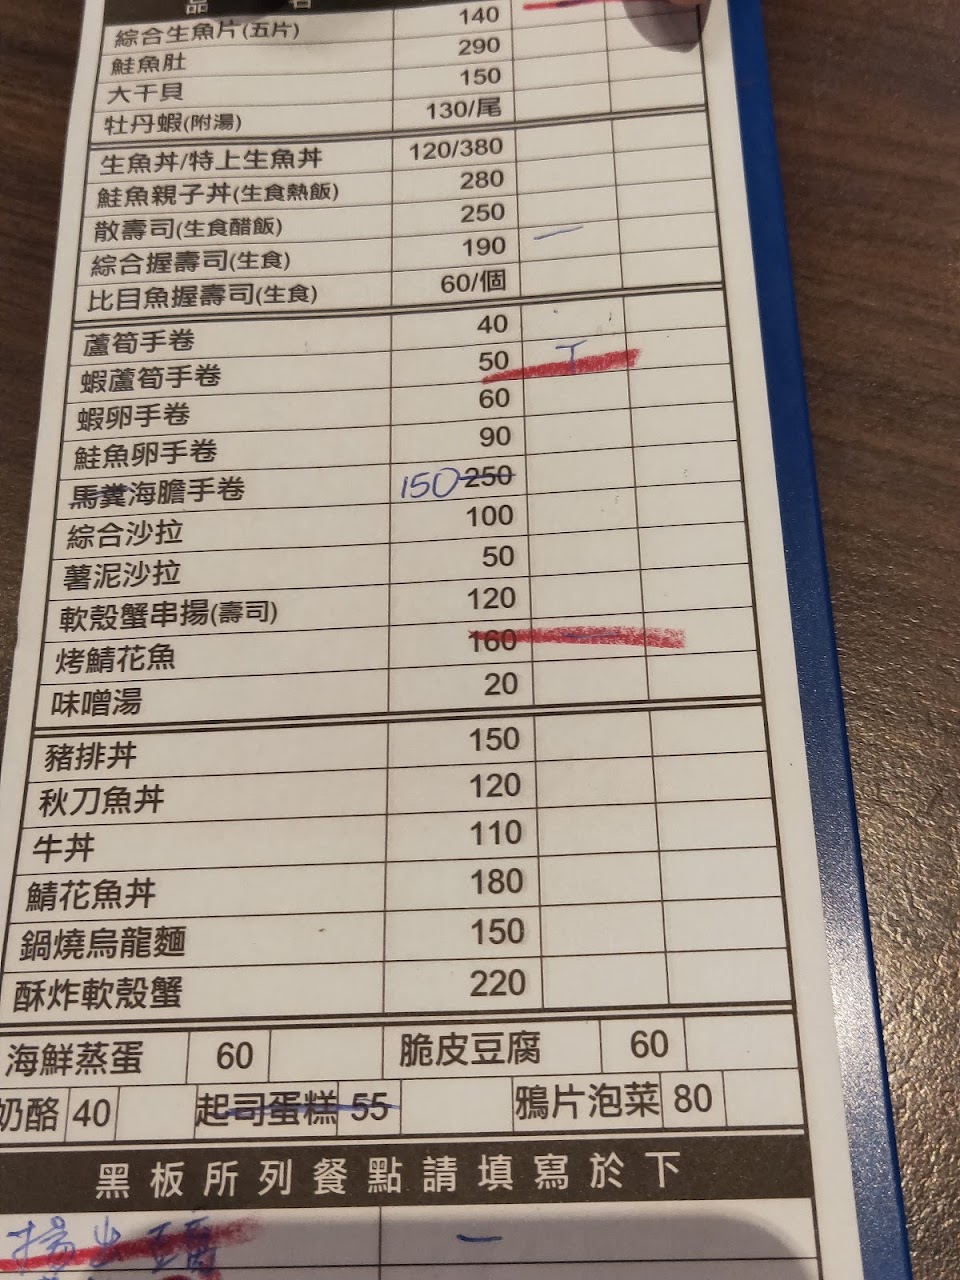 品 名
綜合生魚片(五片) 140
鮭魚肚 290
大干貝 150
牡丹蝦(附湯) 130/尾
生魚丼/特上生魚丼 120/380
鮭魚親子丼(生食熱飯) 280
散壽司(生食醋飯) 250
綜合握壽司(生食) 190 一
比目魚握壽司(生食) 60/個
蘆筍手卷 40
蝦蘆筍手卷 50 T
蝦卵手卷 60
鮭魚卵手卷 90
馬糞海膽手卷 150 250
綜合沙拉 100
薯泥沙拉 50
軟殼蟹串揚(壽司) 120
烤鯖花魚 160 一
味噌湯 20
豬排丼 150
秋刀魚丼 120
牛丼 110
鯖花魚丼 180
鍋燒烏龍麵 150
酥炸軟殼蟹 220
海鮮蒸蛋 60 脆皮豆腐 60
奶酪 40 起司蛋糕 55 鴉片泡菜 80
黑板所列餐點請填寫於下
揚出豆腐 一